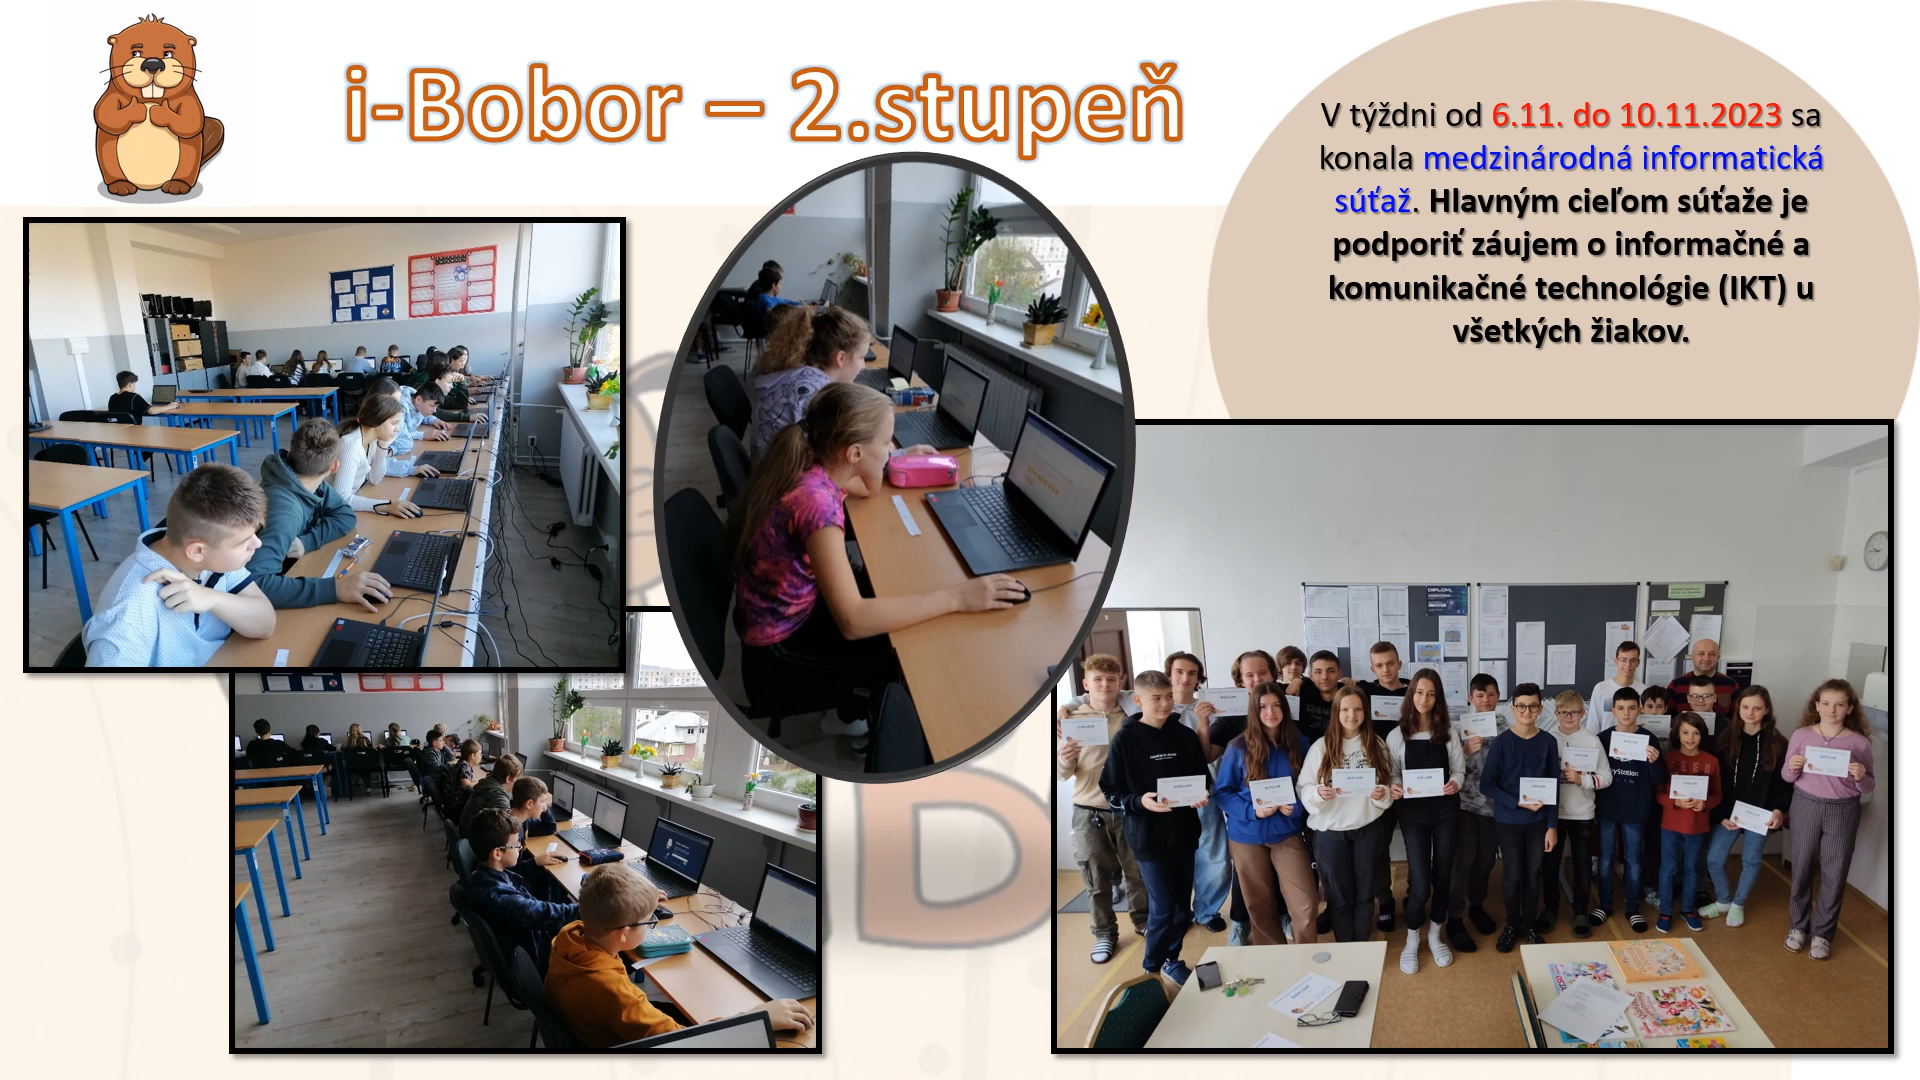 i-Bobor – 2.stupeň
V týždni od 6.11. do 10.11.2023 sa
konala medzinárodná informatická
súťaž. Hlavným cieľom súťaže je
podporiť záujem o informačné a
komunikačné technológie (IKT) u
všetkých žiakov.
DIPLOM